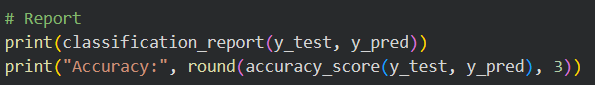 # Report
print(classification_report(y_test, y_pred))
print("Accuracy:", round(accuracy_score(y_test, y_pred), 3))